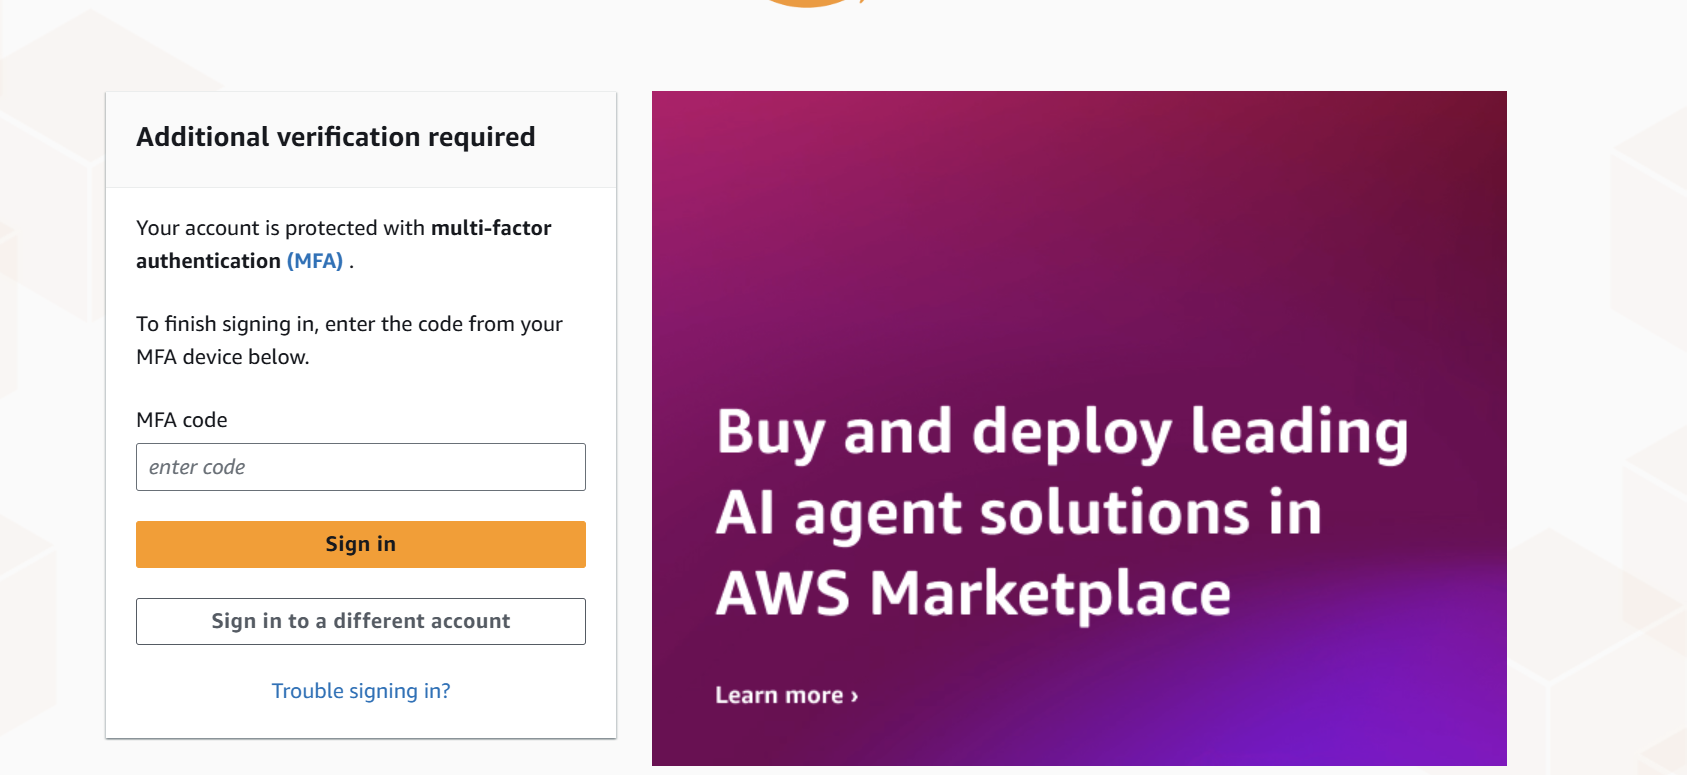 Additional verification required
Your account is protected with multi-factor
authentication (MFA) .
To finish signing in, enter the code from your
MFA device below.
MFA code
enter code
Sign in
Sign in to a different account
Trouble signing in?
Buy and deploy leading
AI agent solutions in
AWS Marketplace
Learn more ›